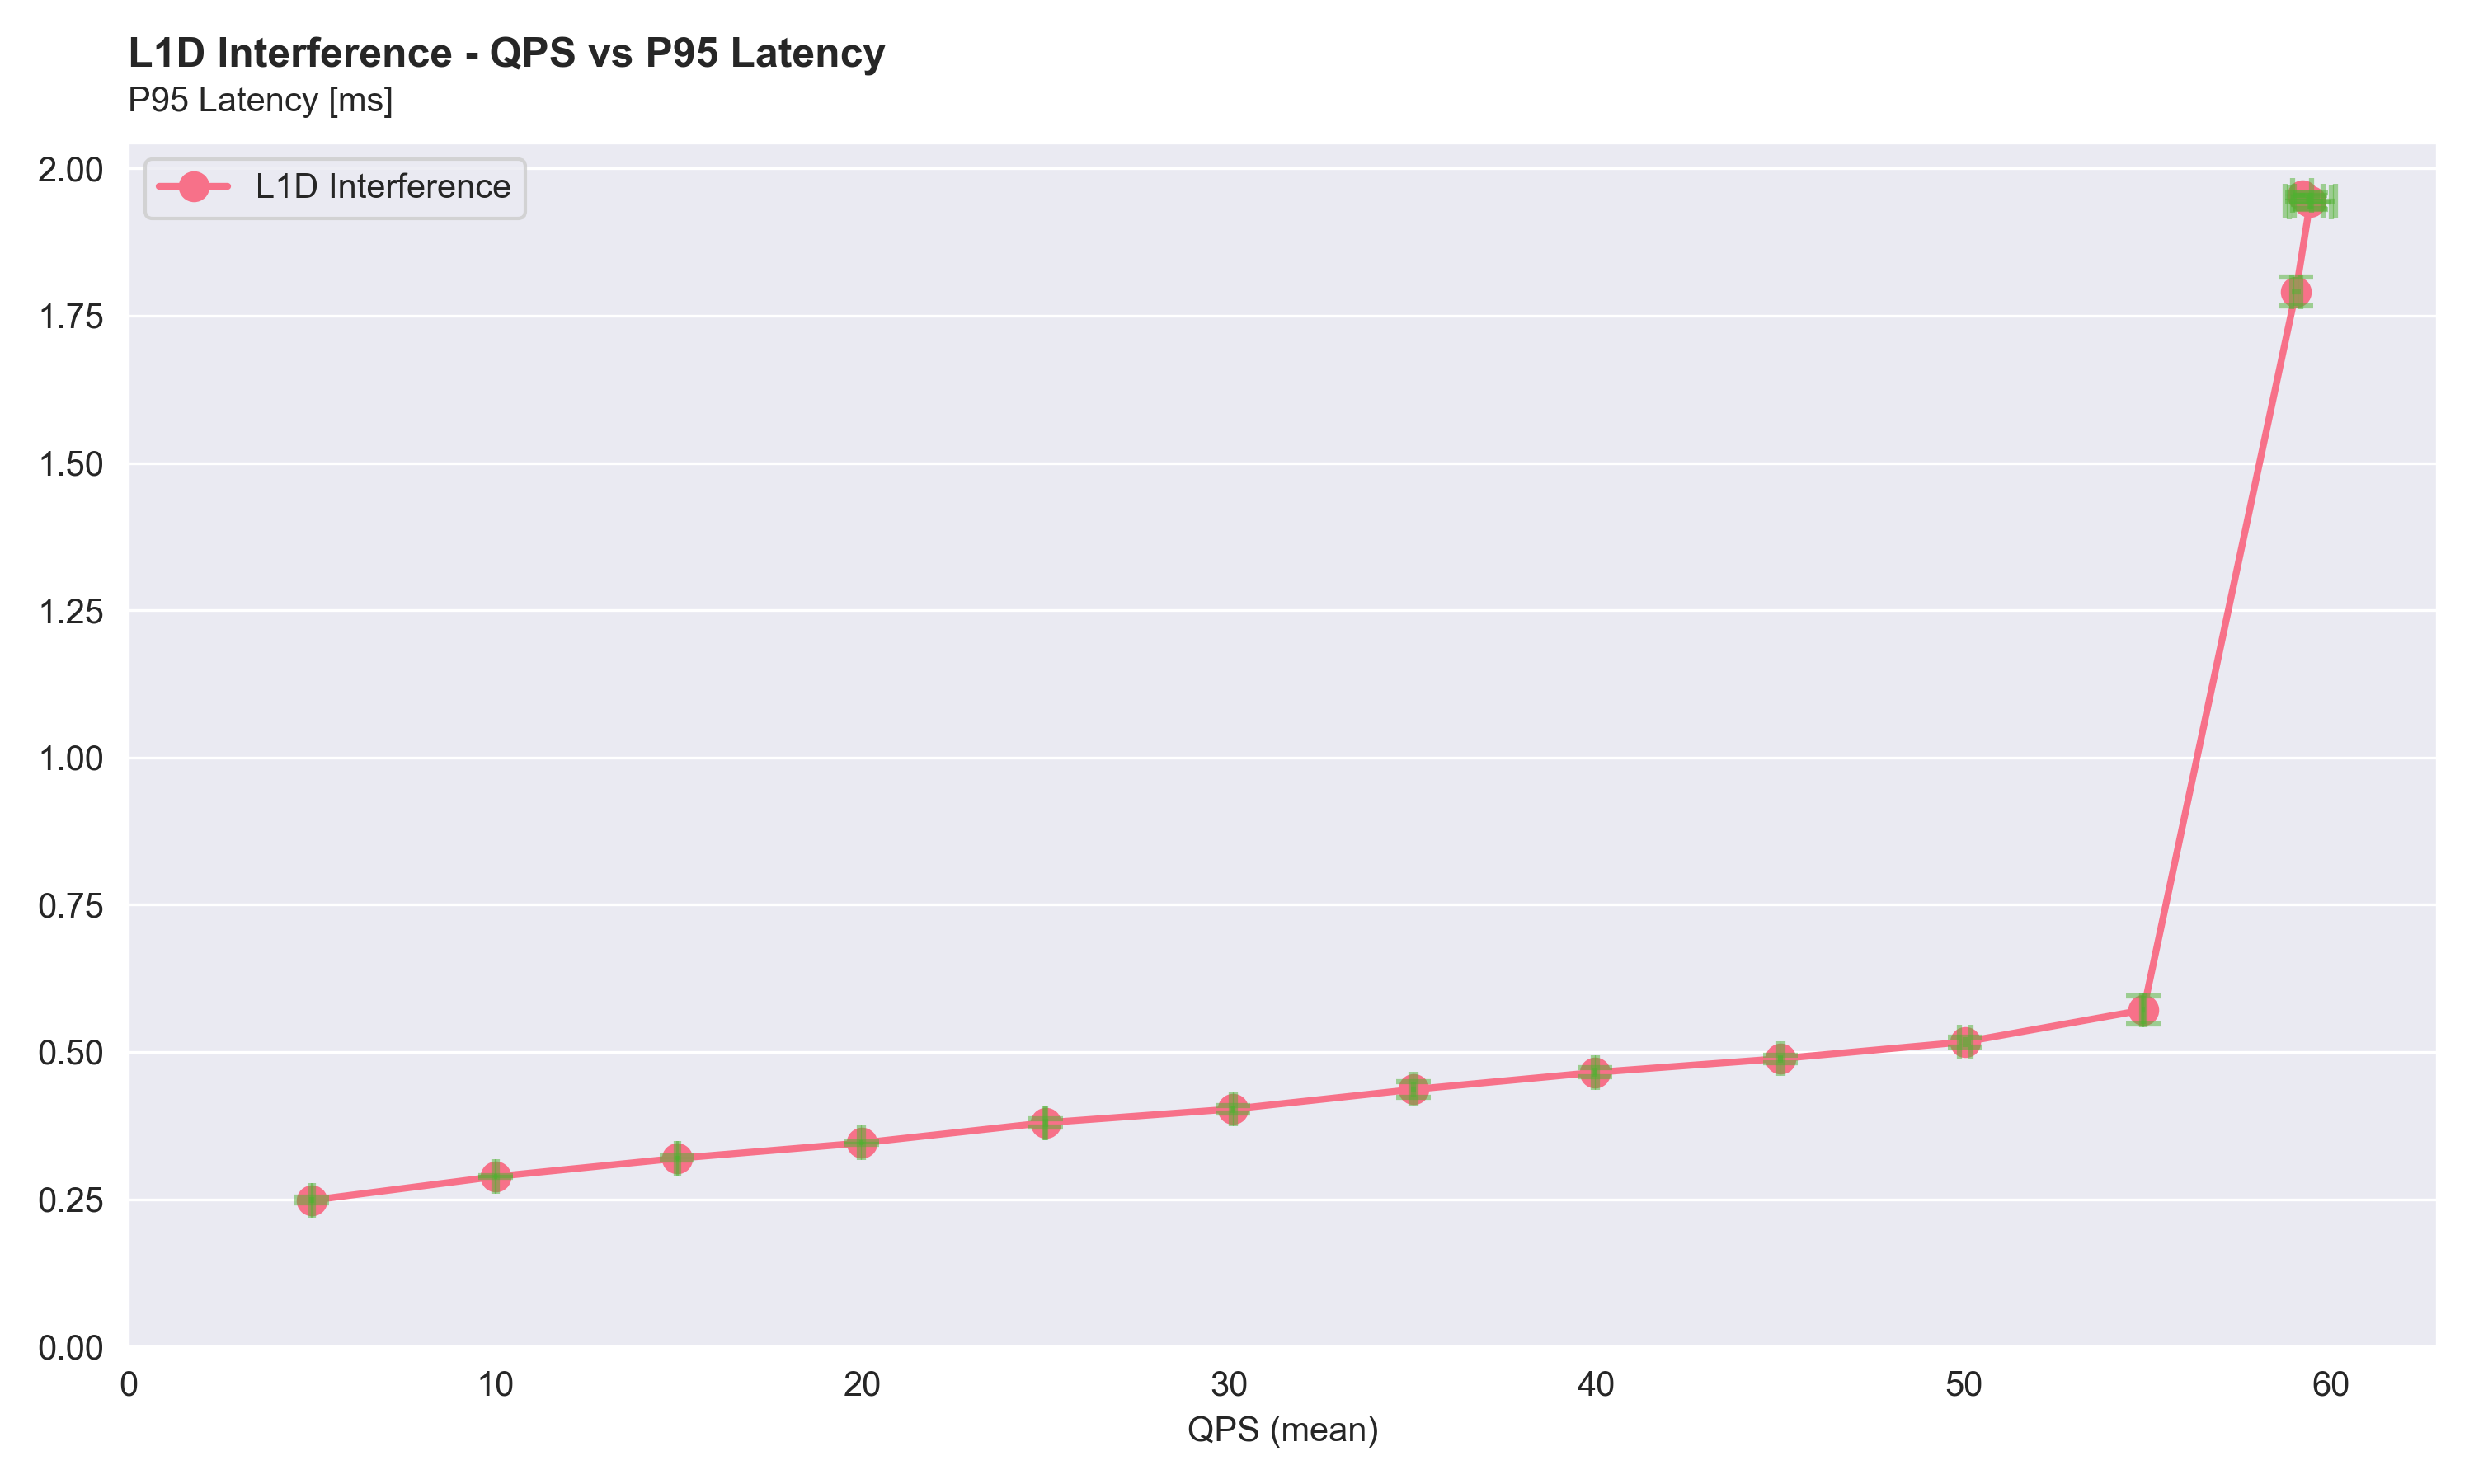 L1D Interference - QPS vs P95 Latency
P95 Latency [ms]
L1D Interference
2.00
1.75
1.50
1.25
1.00
0.75
0.50
0.25
0.00
0 10 20 30 40 50 60
QPS (mean)